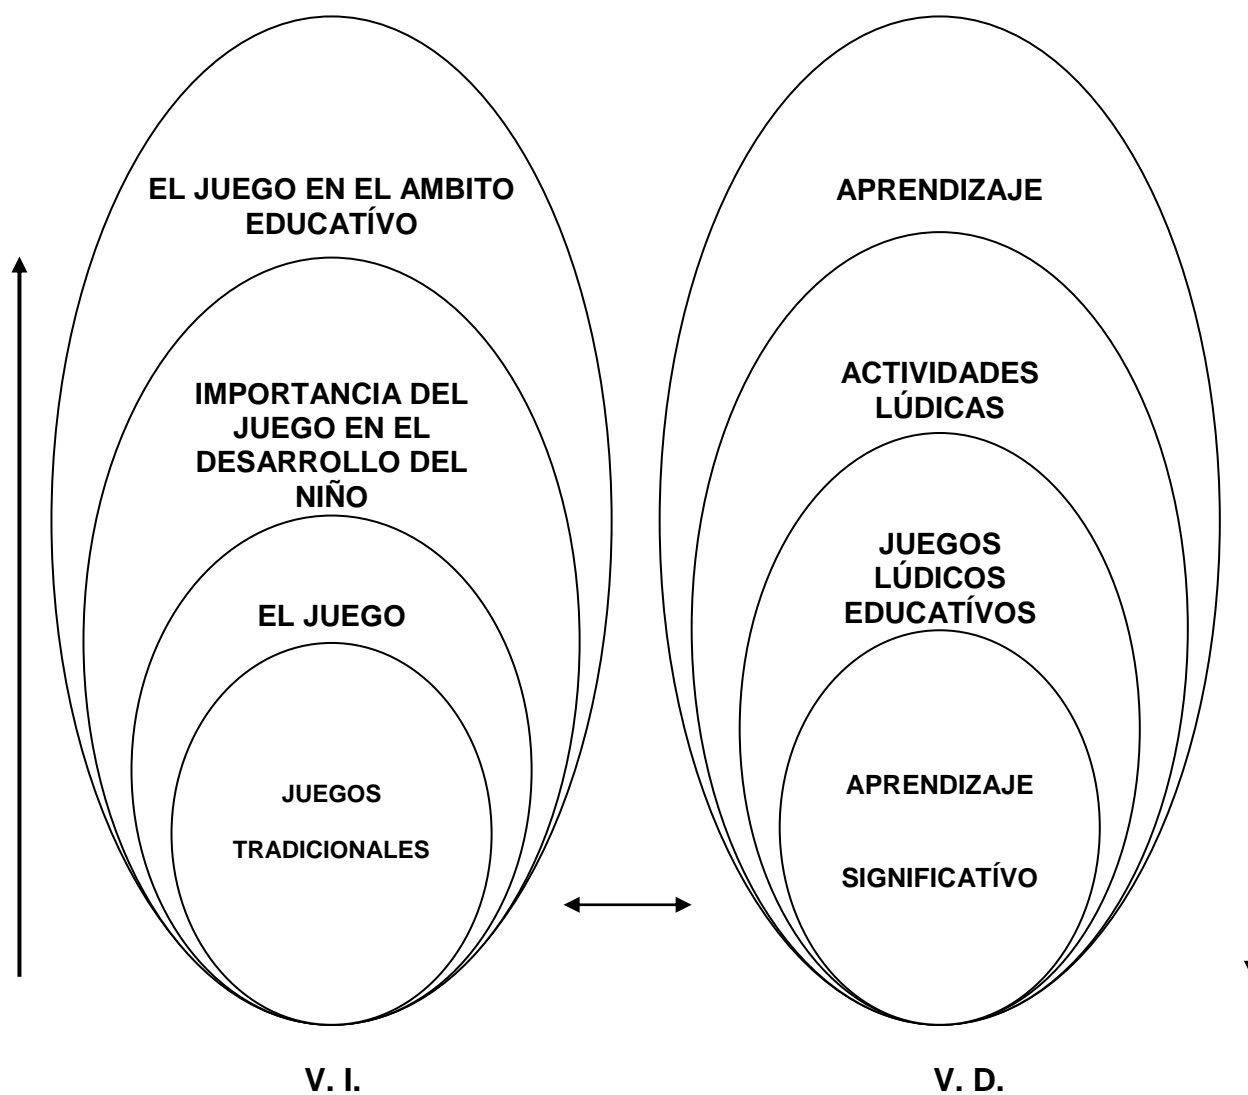 EL JUEGO EN EL AMBITO
EDUCATÍVO
IMPORTANCIA DEL
JUEGO EN EL
DESARROLLO DEL
NIÑO
EL JUEGO
JUEGOS
TRADICIONALES
V. I.
APRENDIZAJE
ACTIVIDADES
LÚDICAS
JUEGOS
LÚDICOS
EDUCATÍVOS
APRENDIZAJE
SIGNIFICATÍVO
V. D.